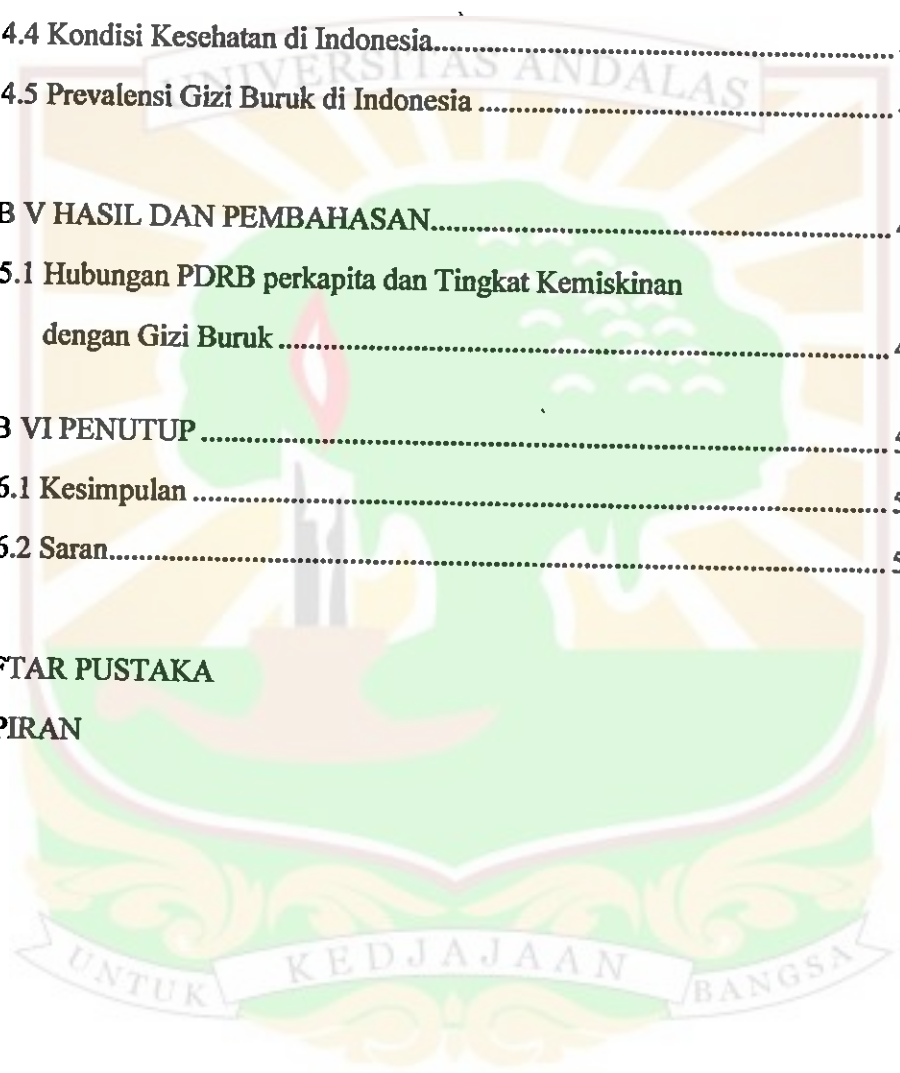 4.4 Kondisi Kesehatan di Indonesia
UNIVERSITAS ANDALAS
4.5 Prevalensi Gizi Buruk di Indonesia
B V HASIL DAN PEMBAHASAN
5.1 Hubungan PDRB perkapita dan Tingkat Kemiskinan
dengan Gizi Buruk
B VI PENUTUP
6.1 Kesimpulan
6.2 Saran
FTAR PUSTAKA
PIRAN
UNTUK KEDJAJAAN BANGSA